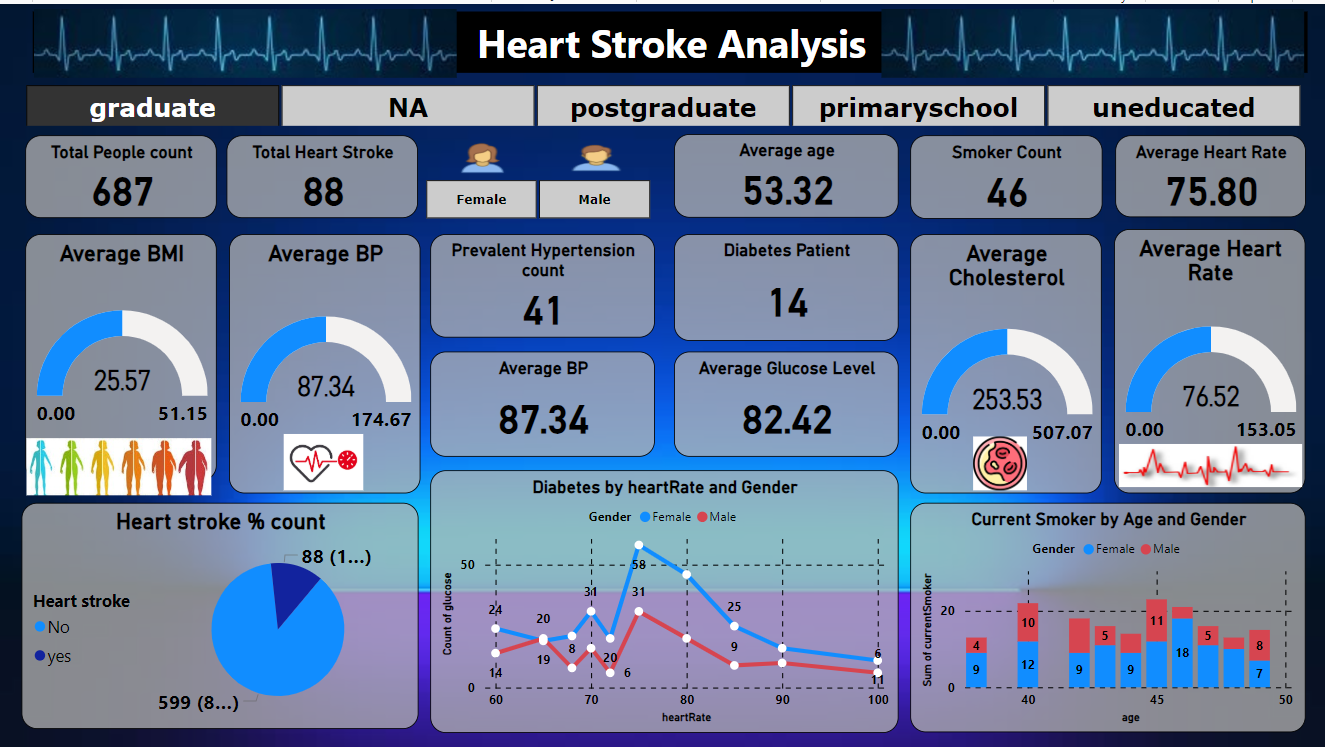 Heart Stroke Analysis
graduate
NA
postgraduate
primaryschool
uneducated
Total People count
687
Total Heart Stroke
88
Female
Male
Average age
53.32
Smoker Count
46
Average Heart Rate
75.80
Average BMI
25.57
0.00
51.15
Average BP
87.34
0.00
174.67
Prevalent Hypertension
count
41
Diabetes Patient
14
Average BP
87.34
Average Glucose Level
82.42
Average
Cholesterol
253.53
0.00
507.07
Average Heart
Rate
76.52
0.00
153.05
Heart stroke % count
88 (1...)
Heart stroke
No
yes
599 (8...)
Diabetes by heartRate and Gender
Gender Female Male
Count of glucose
50
0
24
14
20
19
8
31
20
6
58
31
25
9
6
11
60 70 80 90 100
heartRate
Current Smoker by Age and Gender
Gender Female Male
Sum of currentSmoker
20
0
4
9
10
12
9
5
9
11
18
5
8
7
40 45 50
age